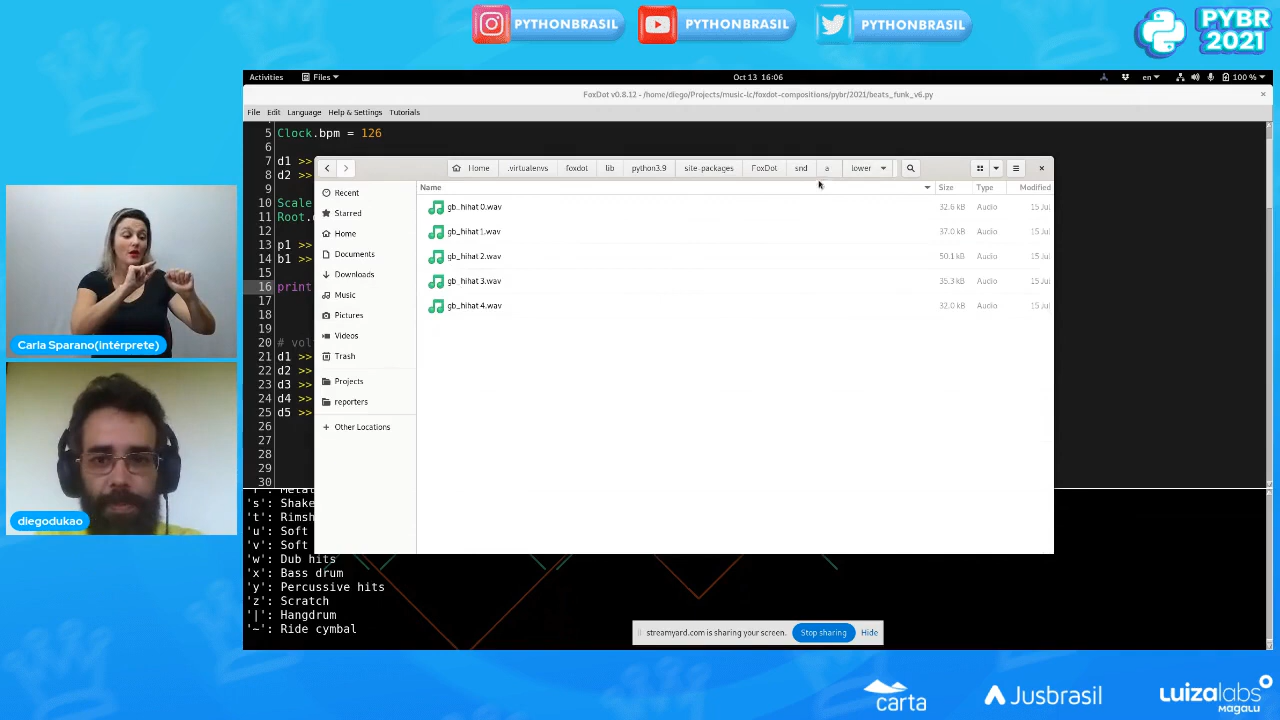 PYTHONBRASIL
PYTHONBRASIL
PYTHONBRASIL
PYBR
2021
Activities
Files
Oct 13 16:06
en
100 %
FoxDot v0.8.12 - /home/diego/Projects/music-lc/foxdot-compositions/pybr/2021/beats_funk_v6.py
File Edit Language Help & Settings Tutorials
5 Clock.bpm = 126
6
7 d1 >>
8 d2 >>
9
10 Scale
11 Root.
12
13 p1 >>
14 b1 >>
15
16 print
17
18
19
20 # vol
21 d1 >>
22 d2 >>
23 d3 >>
24 d4 >>
25 d5 >>
26
27
28
29
30
Home .virtualenvs foxdot lib python3.9 site-packages FoxDot snd a lower
Recent
Starred
Home
Documents
Downloads
Music
Pictures
Videos
Trash
Projects
reporters
+ Other Locations
Name Size Type Modified
gb_hihat 0.wav 32.6 kB Audio 15 Jul
gb_hihat 1.wav 37.0 kB Audio 15 Jul
gb_hihat 2.wav 50.1 kB Audio 15 Jul
gb_hihat 3.wav 35.3 kB Audio 15 Jul
gb_hihat 4.wav 32.0 kB Audio 15 Jul
's': Shake
't': Rimsh
'u': Soft
'v': Soft
'w': Dub hits
'x': Bass drum
'y': Percussive hits
'z': Scratch
'|': Hangdrum
'~': Ride cymbal
streamyard.com is sharing your screen.
Stop sharing
Hide
Carla Sparano(intérprete)
diegodukao
carta
Jusbrasil
luizalabs
MAGALU